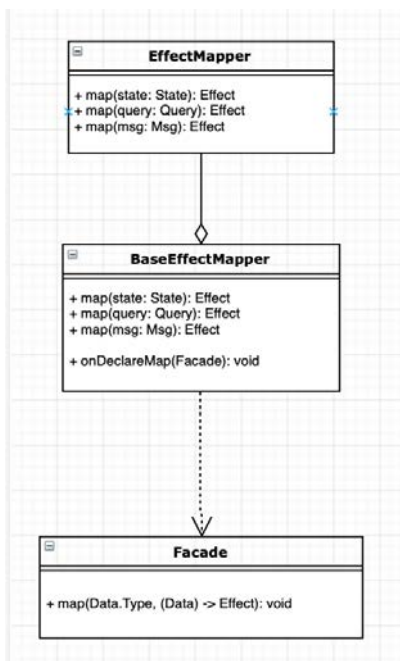 EffectMapper
+ map(state: State): Effect
+ map(query: Query): Effect
+ map(msg: Msg): Effect
BaseEffectMapper
+ map(state: State): Effect
+ map(query: Query): Effect
+ map(msg: Msg): Effect
+ onDeclareMap(Facade): void
Facade
+ map(Data.Type, (Data) -> Effect): void